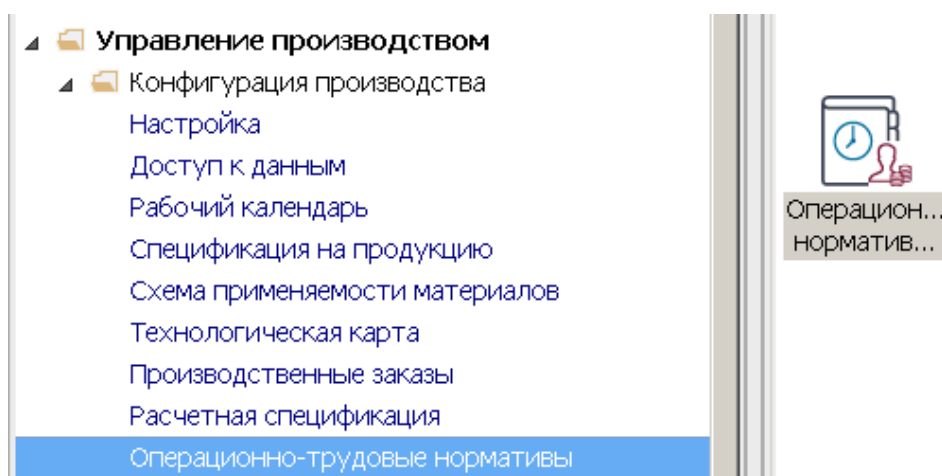 Управление производством
Конфигурация производства
Настройка
Доступ к данным
Рабочий календарь
Спецификация на продукцию
Схема применяемости материалов
Технологическая карта
Производственные заказы
Расчетная спецификация
Операционно-трудовые нормативы
Операцион...
норматив...